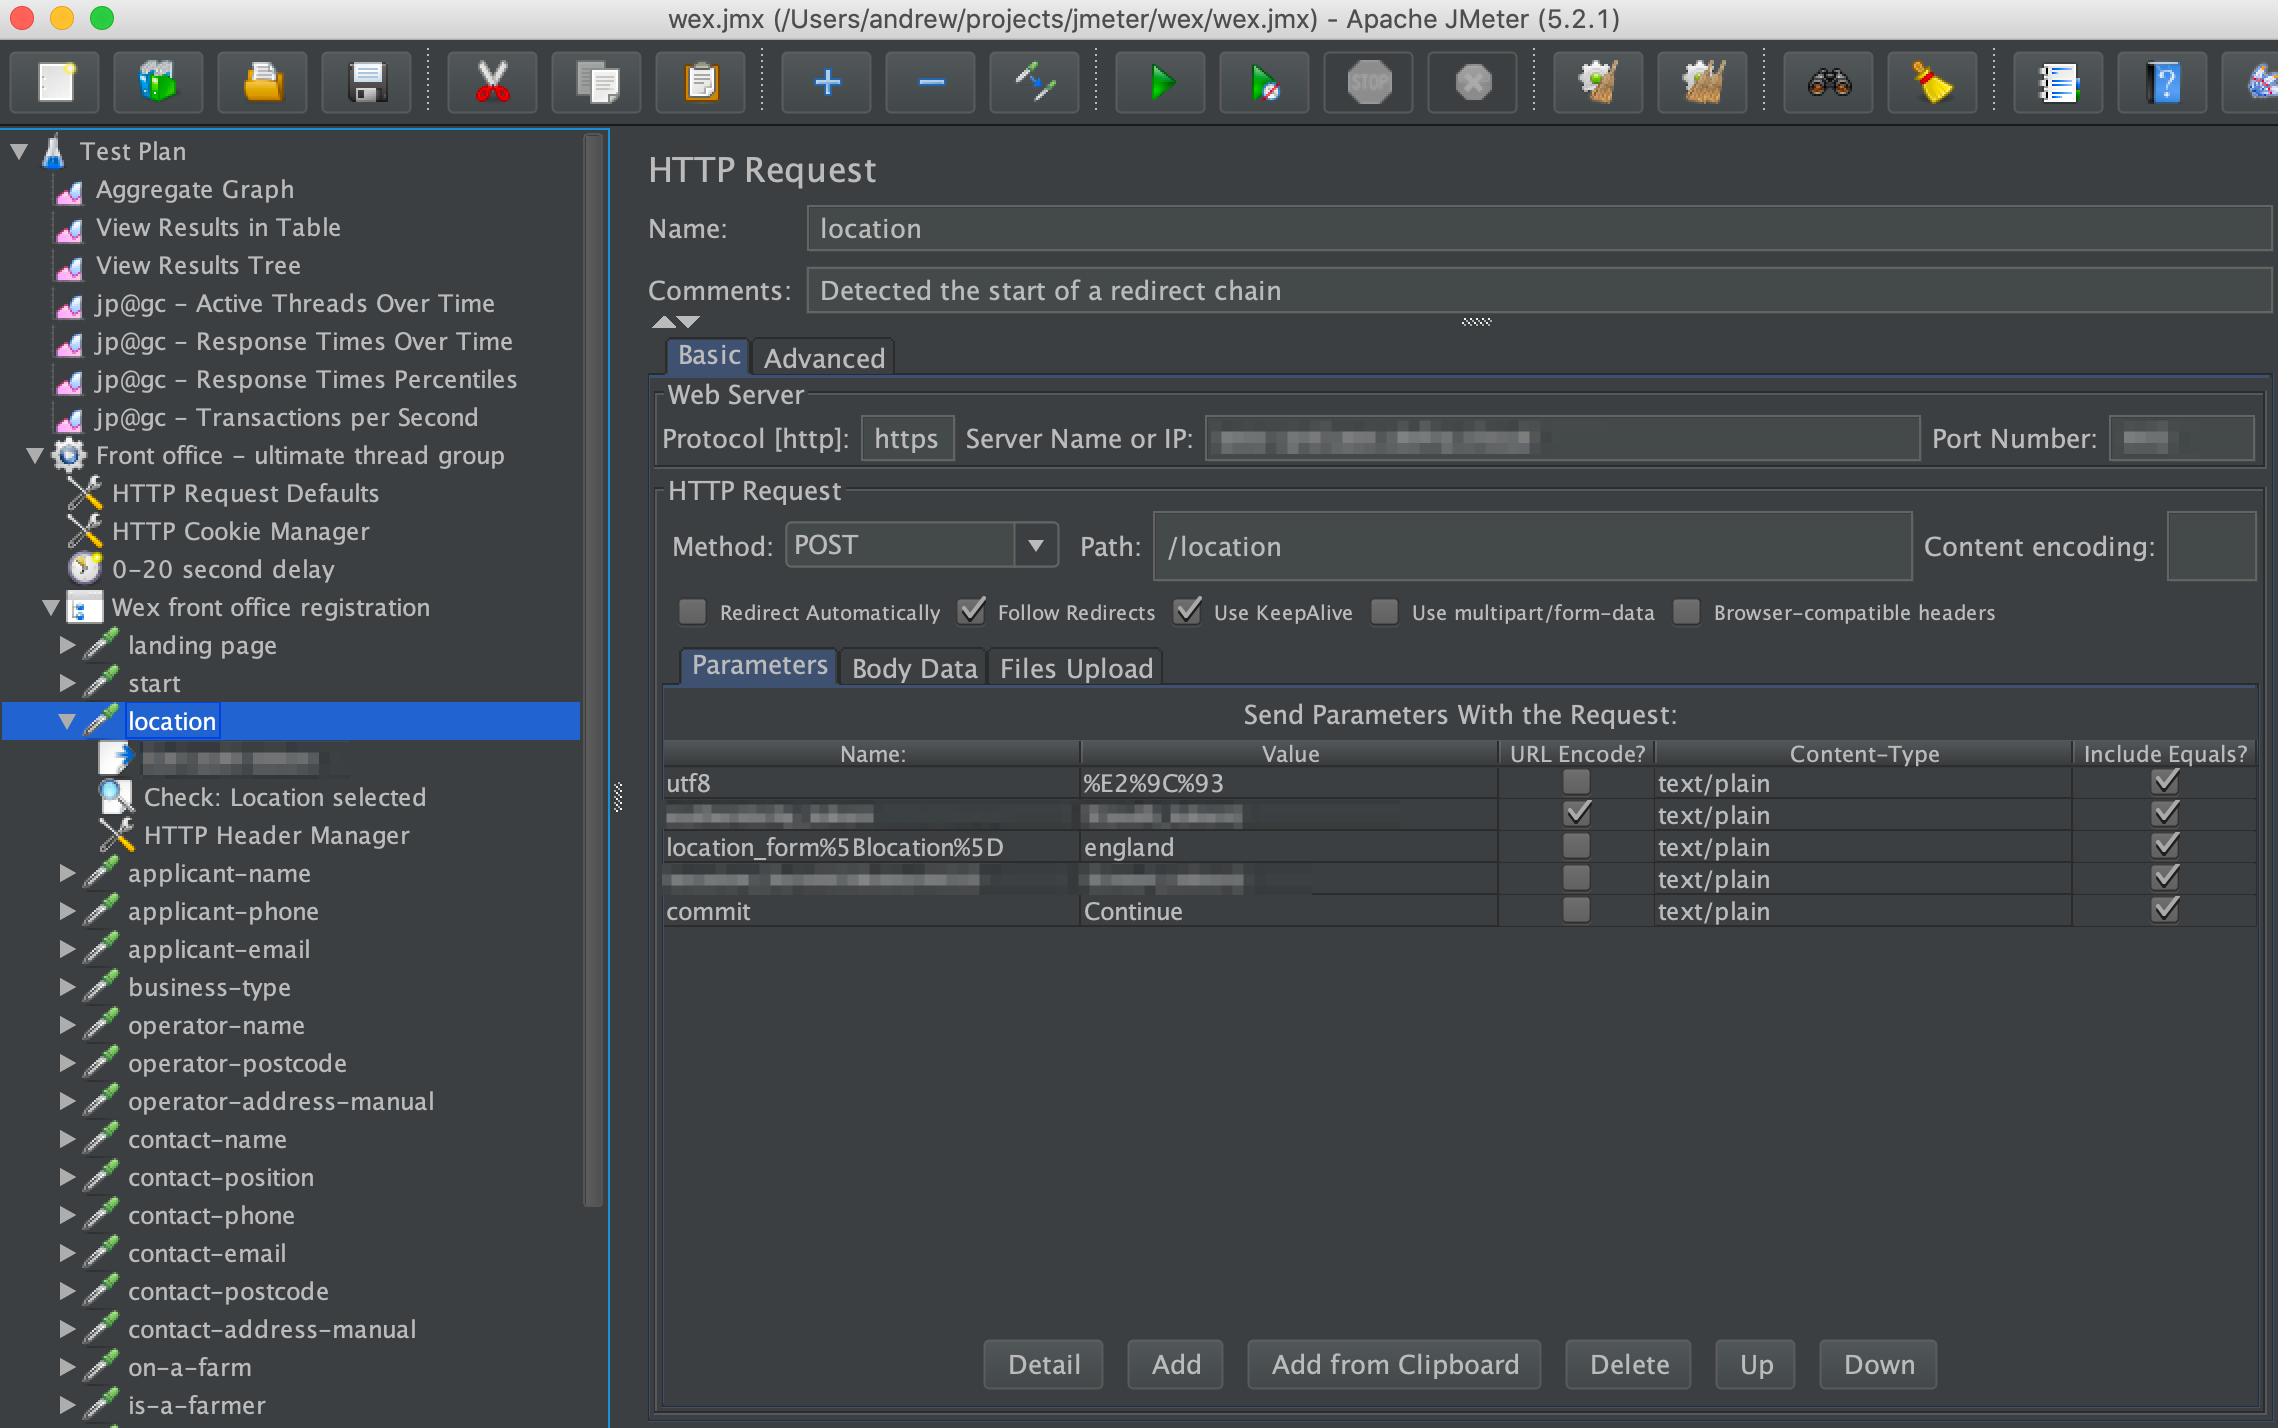 wex.jmx (/Users/andrew/projects/jmeter/wex/wex.jmx) - Apache JMeter (5.2.1)
STOP
Test Plan
Aggregate Graph
View Results in Table
View Results Tree
jp@gc - Active Threads Over Time
jp@gc - Response Times Over Time
jp@gc - Response Times Percentiles
jp@gc - Transactions per Second
Front office - ultimate thread group
HTTP Request Defaults
HTTP Cookie Manager
0-20 second delay
Wex front office registration
landing page
start
location
Check: Location selected
HTTP Header Manager
applicant-name
applicant-phone
applicant-email
business-type
operator-name
operator-postcode
operator-address-manual
contact-name
contact-position
contact-phone
contact-email
contact-postcode
contact-address-manual
on-a-farm
is-a-farmer
HTTP Request
Name: location
Comments: Detected the start of a redirect chain
Basic Advanced
Web Server
Protocol [http]: https Server Name or IP: Port Number:
HTTP Request
Method: POST Path: /location Content encoding:
Redirect Automatically Follow Redirects Use KeepAlive Use multipart/form-data Browser-compatible headers
Parameters Body Data Files Upload
Send Parameters With the Request:
Name: Value URL Encode? Content-Type Include Equals?
utf8 %E2%9C%93 text/plain
text/plain
location_form%5Blocation%5D england text/plain
text/plain
commit Continue text/plain
Detail Add Add from Clipboard Delete Up Down